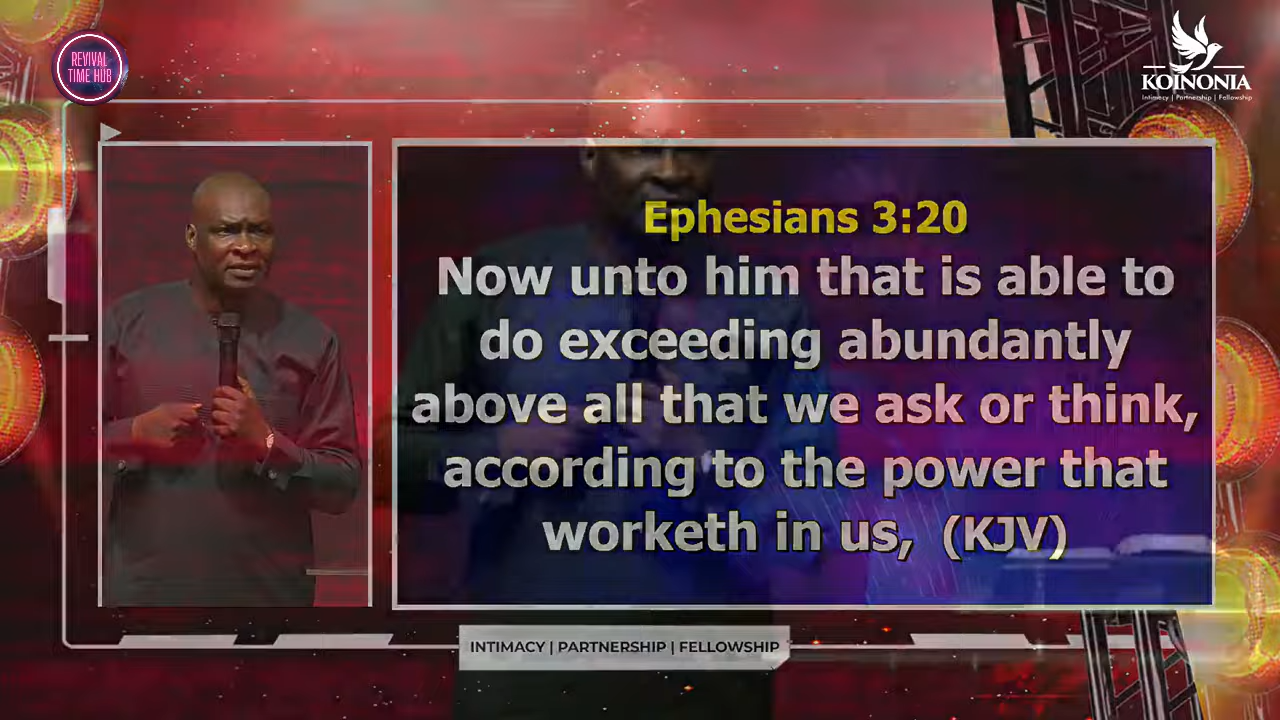 REVIVAL
TIME HUB
KOINONIA
Intimacy | Partnership | Fellowship
Ephesians 3:20
Now unto him that is able to
do exceeding abundantly
above all that we ask or think,
according to the power that
worketh in us, (KJV)
INTIMACY | PARTNERSHIP | FELLOWSHIP